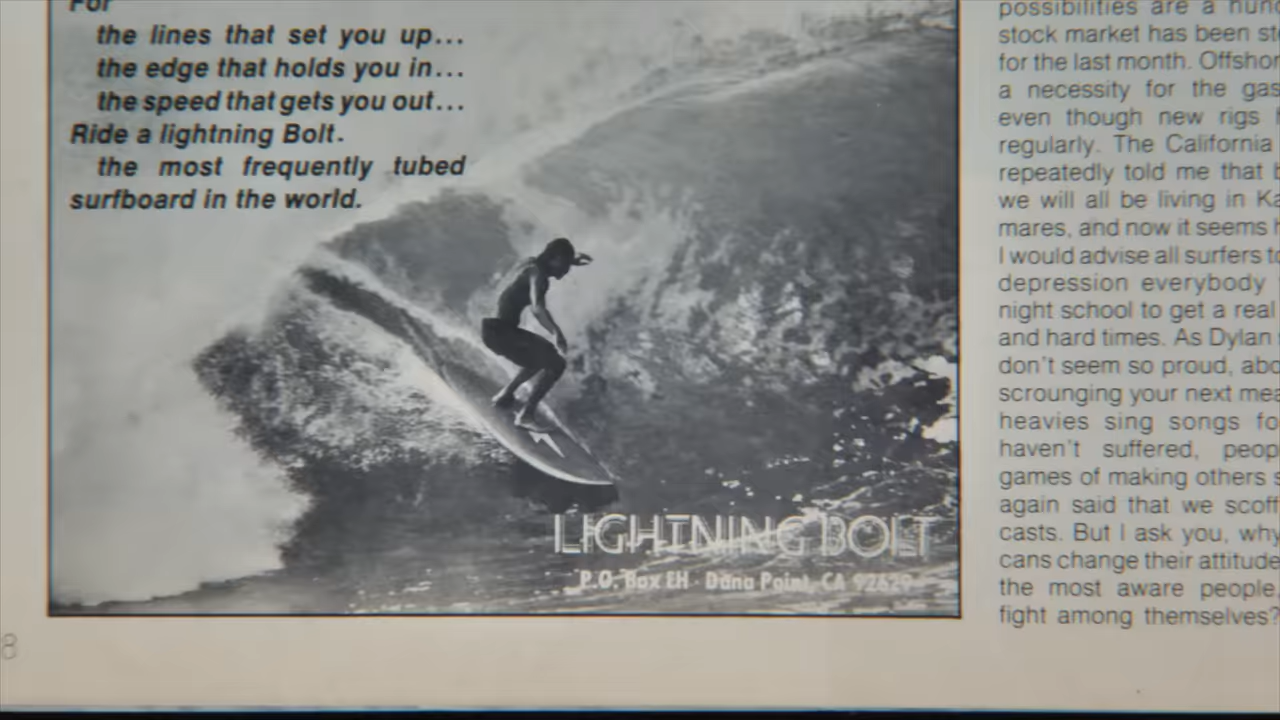 For
the lines that set you up...
the edge that holds you in...
the speed that gets you out...
Ride a lightning Bolt.
the most frequently tubed
surfboard in the world.
LIGHTNING BOLT
P.O. Box EH · Dana Point, CA 92629
possibilities are a
stock market has been
for the last month.
a necessity for the
even though new rigs
regularly. The California
repeatedly told me that
we will all be living in
mares, and now it seems
I would advise all surfers
depression everybody
night school to get a real
and hard times. As Dylan
don't seem so proud,
scrounging your next
heavies sing songs
haven't suffered,
games of making others
again said that we
casts. But I ask you, why
cans change their
the most aware people,
fight among themselves?
8